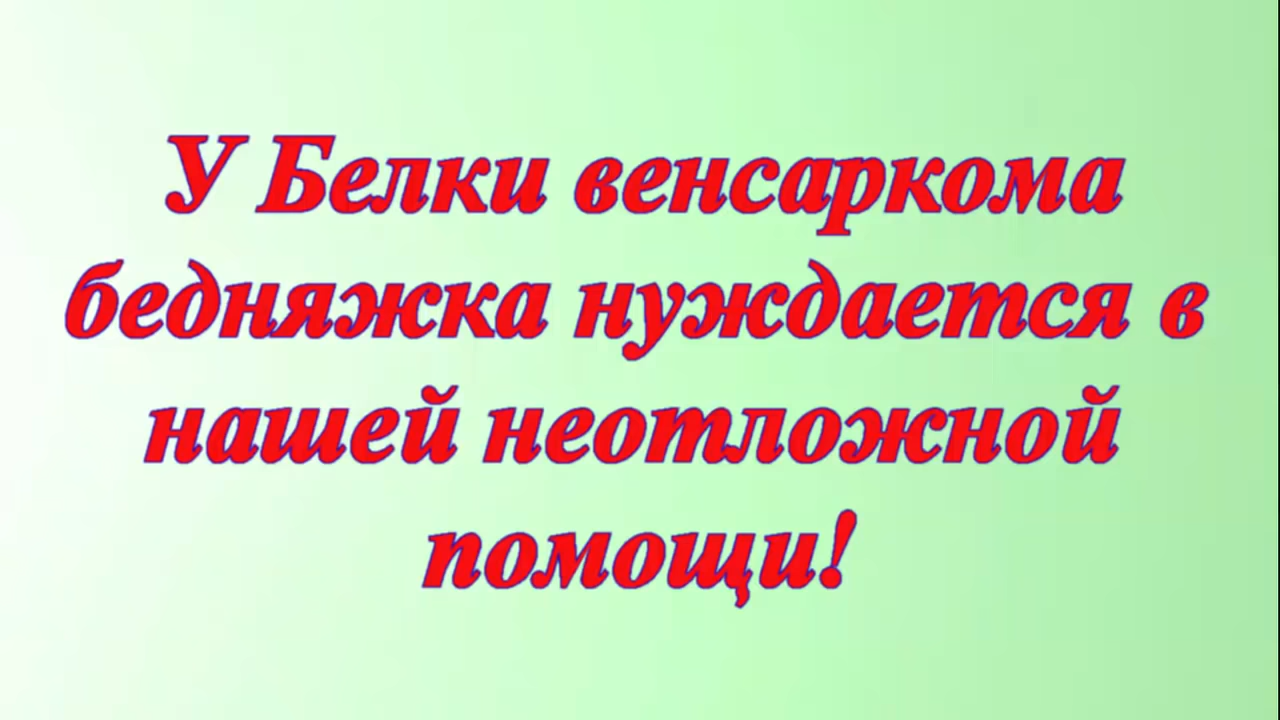 У Белки венсаркома
бедняжка нуждается в
нашей неотложной
помощи!